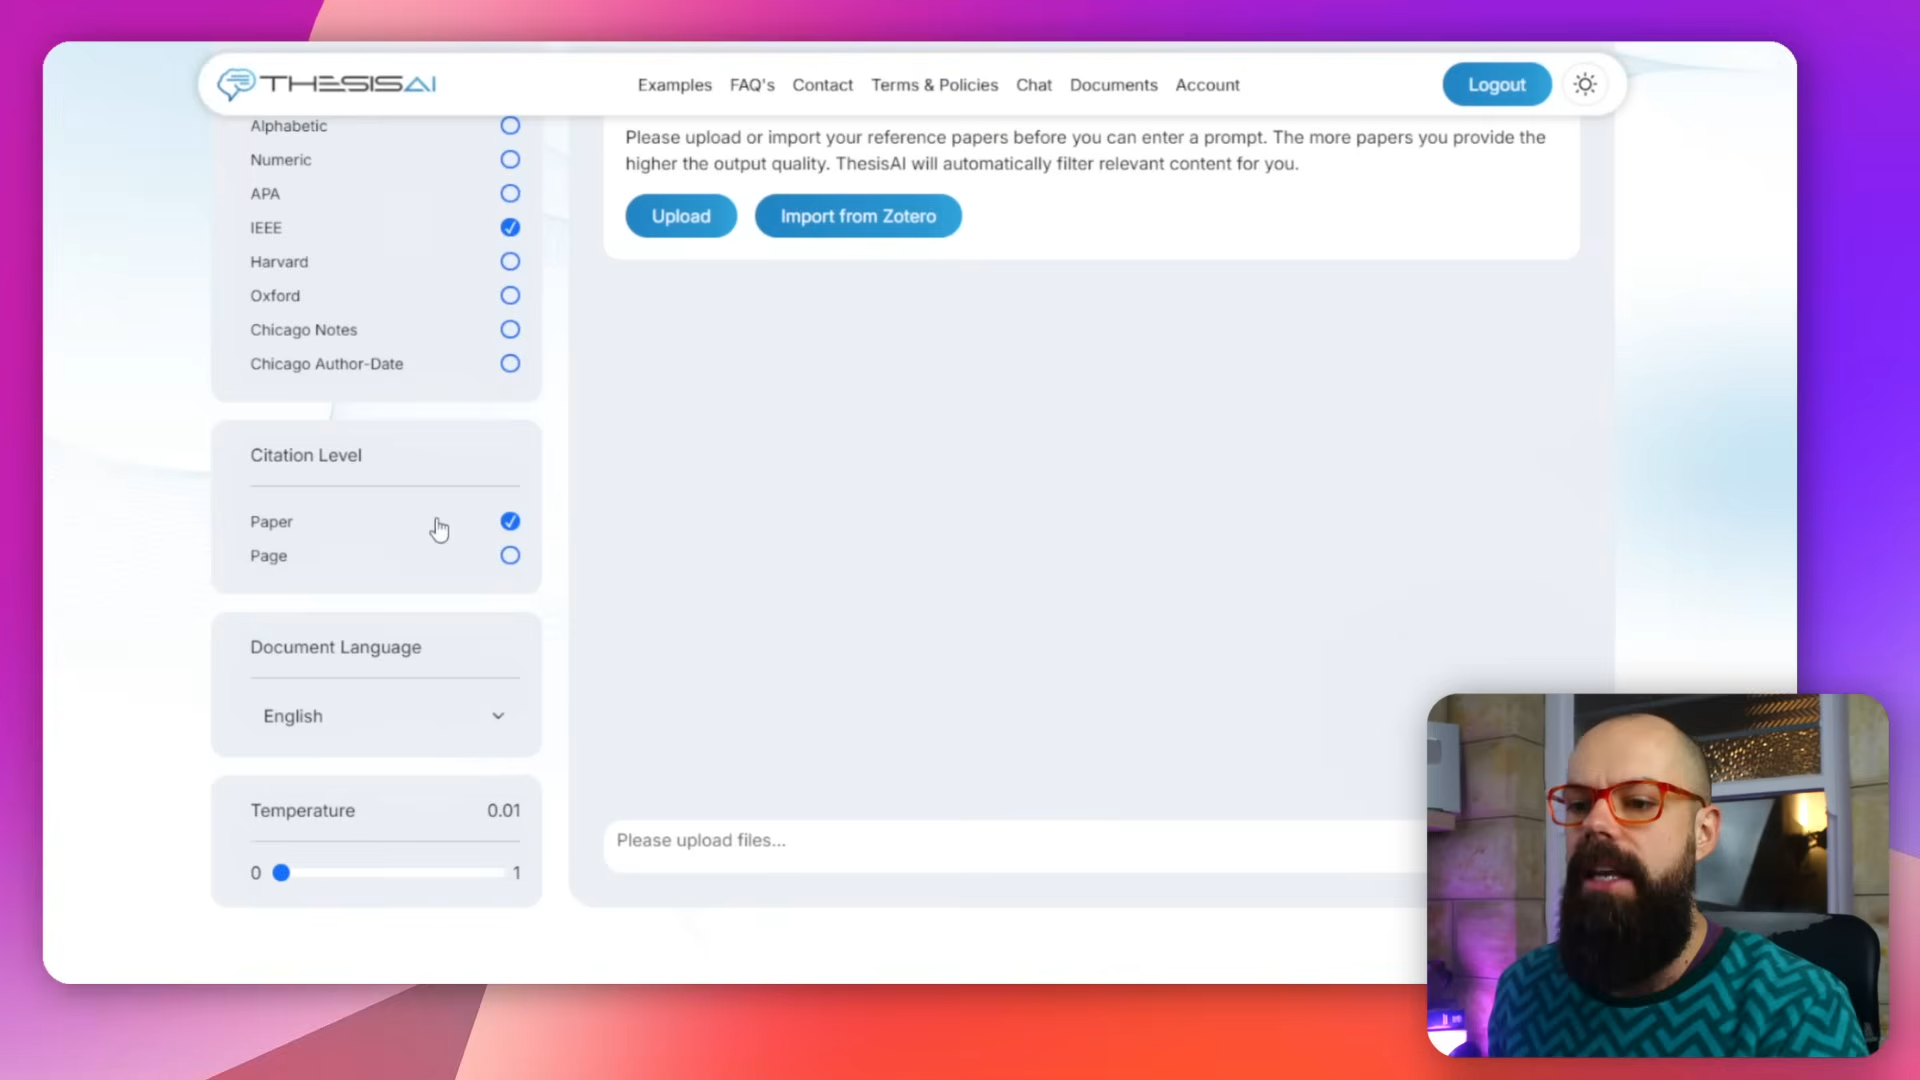 THESISAI
Examples
FAQ's
Contact
Terms & Policies
Chat
Documents
Account
Logout
Alphabetic
Numeric
APA
IEEE
Harvard
Oxford
Chicago Notes
Chicago Author-Date
Citation Level
Paper
Page
Document Language
English
Temperature 0.01
0 1
Please upload or import your reference papers before you can enter a prompt. The more papers you provide the
higher the output quality. ThesisAI will automatically filter relevant content for you.
Upload
Import from Zotero
Please upload files...